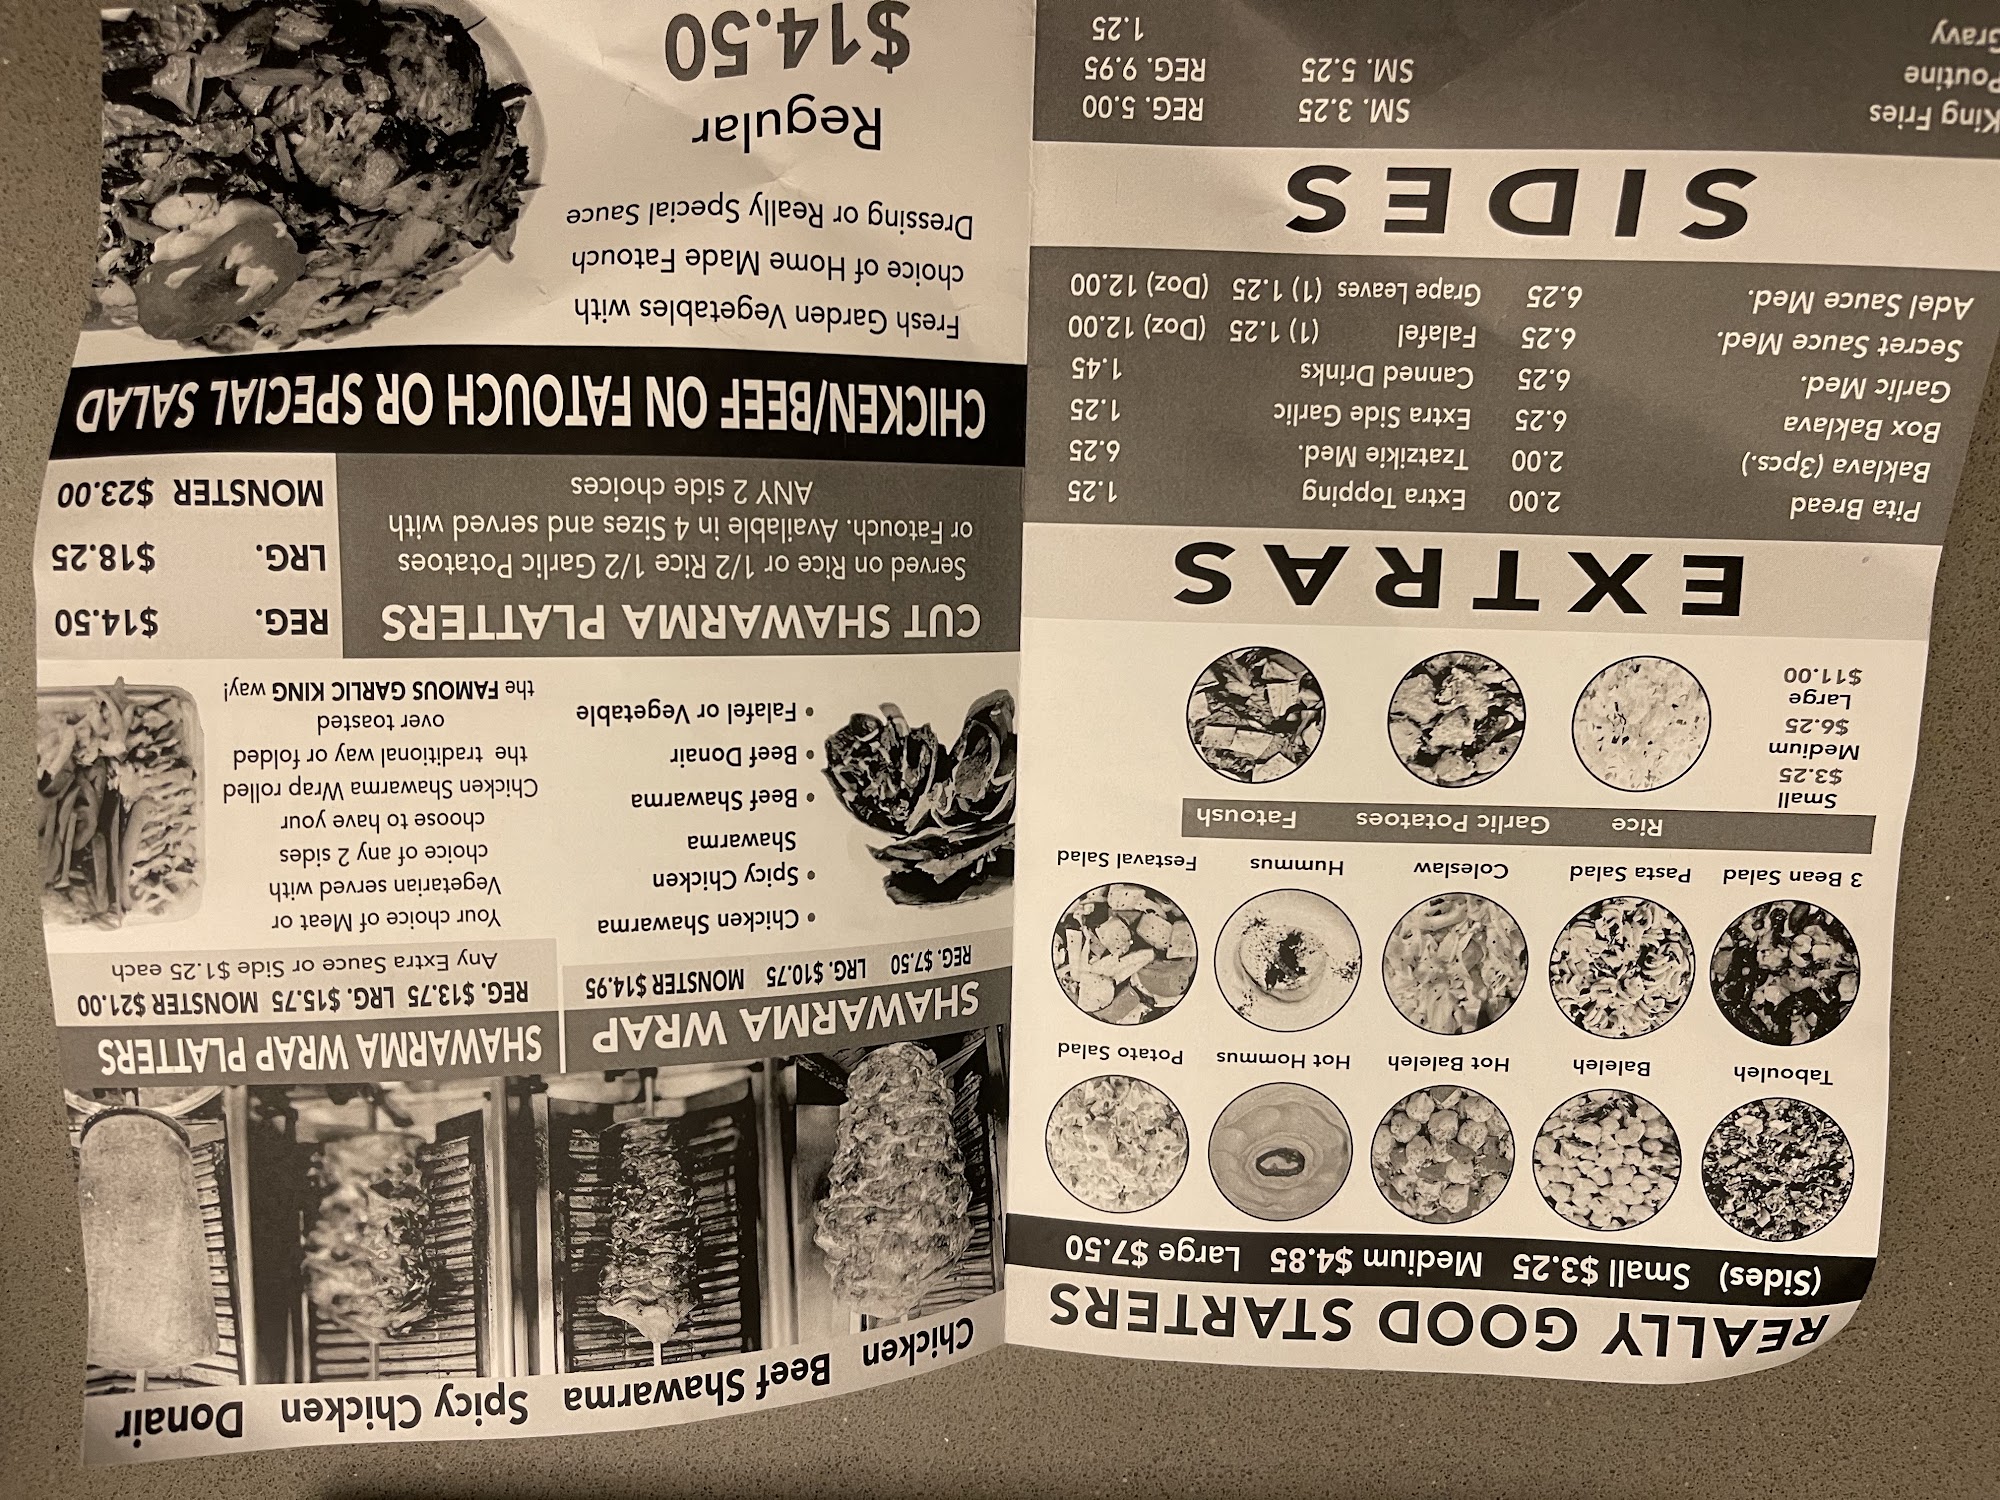 REALLY GOOD STARTERS
(Sides) Small $3.25 Medium $4.85 Large $7.50
Tabouleh Baleleh Hot Baleleh Hot Hommus Potato Salad
3 Bean Salad Pasta Salad Coleslaw Hummus Festaval Salad
Rice Garlic Potatoes Fatoush
Small
$3.25
Medium
$6.25
Large
$11.00
EXTRAS
Pita Bread 2.00 Extra Topping 1.25
Baklava (3pcs.) 2.00 Tzatzikie Med. 6.25
Box Baklava 6.25 Extra Side Garlic 1.25
Garlic Med. 6.25 Canned Drinks 1.45
Secret Sauce Med. 6.25 Falafel (1) 1.25 (Doz) 12.00
Adel Sauce Med. 6.25 Grape Leaves (1) 1.25 (Doz) 12.00
SIDES
King Fries SM. 3.25 REG. 5.00
Poutine SM. 5.25 REG. 9.95
Gravy 1.25
Chicken Beef Shawarma Spicy Chicken Donair
SHAWARMA WRAP
REG. $7.50 LRG. $10.75 MONSTER $14.95
• Chicken Shawarma
• Spicy Chicken
Shawarma
• Beef Shawarma
• Beef Donair
• Falafel or Vegetable
SHAWARMA WRAP PLATTERS
REG. $13.75 LRG. $15.75 MONSTER $21.00
Any Extra Sauce or Side $1.25 each
Your choice of Meat or
Vegetarian served with
choice of any 2 sides
choose to have your
Chicken Shawarma Wrap rolled
the traditional way or folded
over toasted
the FAMOUS GARLIC KING way!
CUT SHAWARMA PLATTERS
Served on Rice or 1/2 Rice 1/2 Garlic Potatoes
or Fatouch. Available in 4 Sizes and served with
ANY 2 side choices
REG. $14.50
LRG. $18.25
MONSTER $23.00
CHICKEN/BEEF ON FATOUCH OR SPECIAL SALAD
Fresh Garden Vegetables with
choice of Home Made Fatouch
Dressing or Really Special Sauce
Regular
$14.50